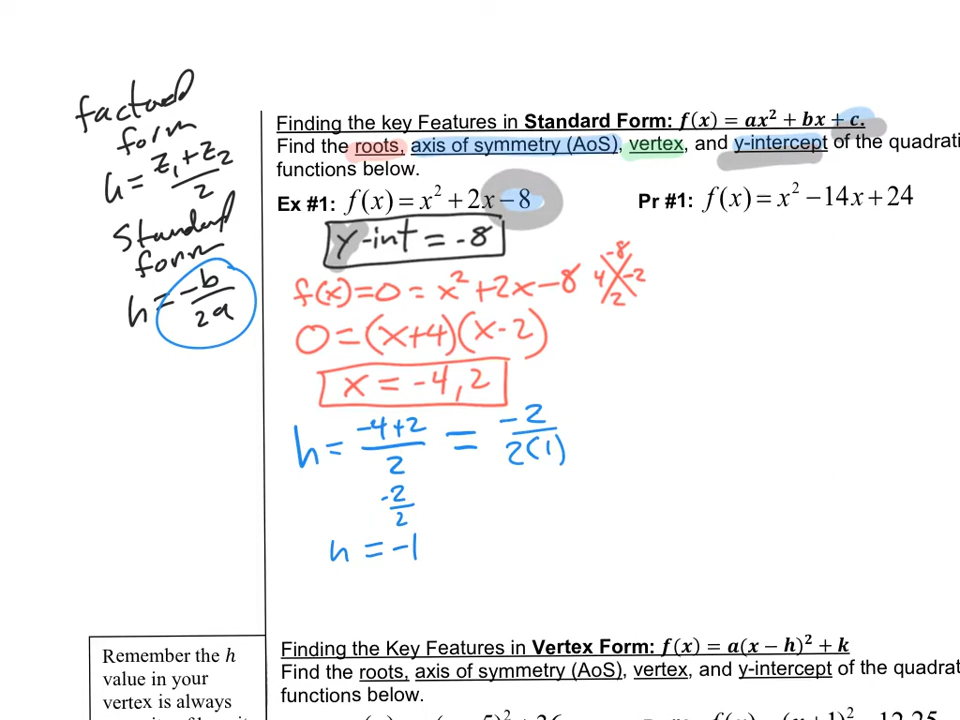 factored
form
h = z₁+z₂/2
Standard
form
h = -b/2a
Finding the key Features in Standard Form: f(x) = ax² + bx + c.
Find the roots, axis of symmetry (AoS), vertex, and y-intercept of the quadrati
functions below.
Ex #1: f(x) = x² + 2x – 8
Pr #1: f(x) = x² – 14x + 24
y-int = -8
f(x) = 0 = x² + 2x - 8
-8
4 -2
2
0 = (x+4)(x-2)
x = -4, 2
h = -4+2/2 = -2/2(1)
-2/2
h = -1
Remember the h
value in your
vertex is always
Finding the Key Features in Vertex Form: f(x) = a(x – h)² + k
Find the roots, axis of symmetry (AoS), vertex, and y-intercept of the quadrati
functions below.